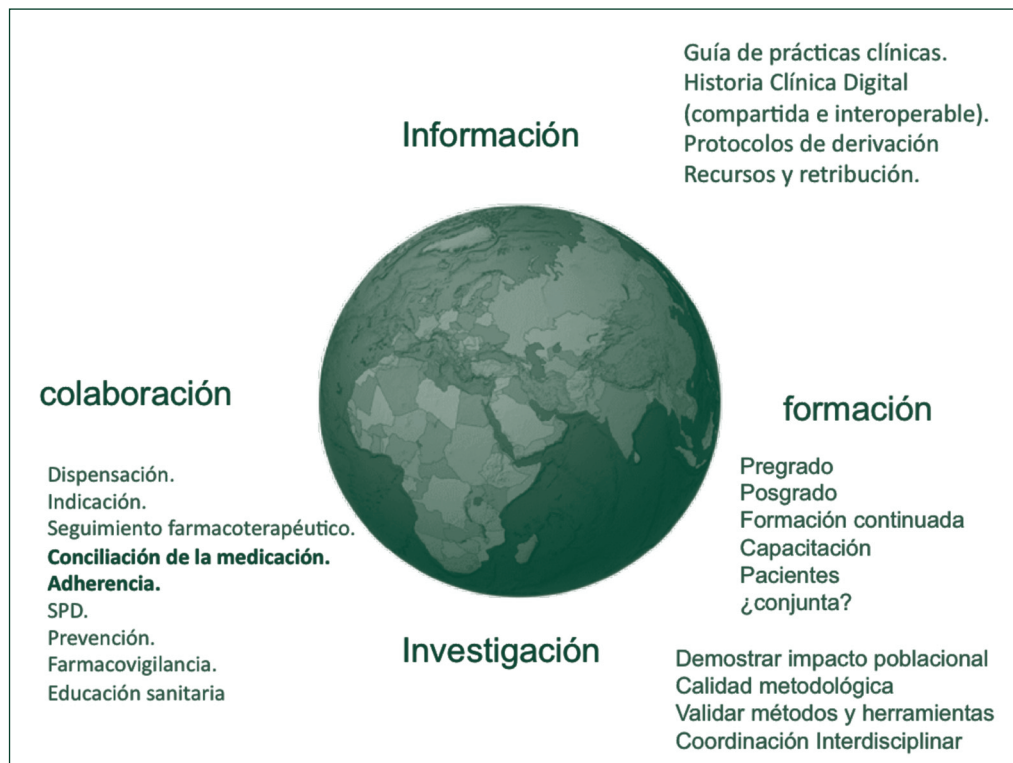 Información
Guía de prácticas clínicas.
Historia Clínica Digital
(compartida e interoperable).
Protocolos de derivación
Recursos y retribución.
colaboración
Dispensación.
Indicación.
Seguimiento farmacoterapéutico.
Conciliación de la medicación.
Adherencia.
SPD.
Prevención.
Farmacovigilancia.
Educación sanitaria
formación
Pregrado
Posgrado
Formación continuada
Capacitación
Pacientes
¿conjunta?
Investigación
Demostrar impacto poblacional
Calidad metodológica
Validar métodos y herramientas
Coordinación Interdisciplinar